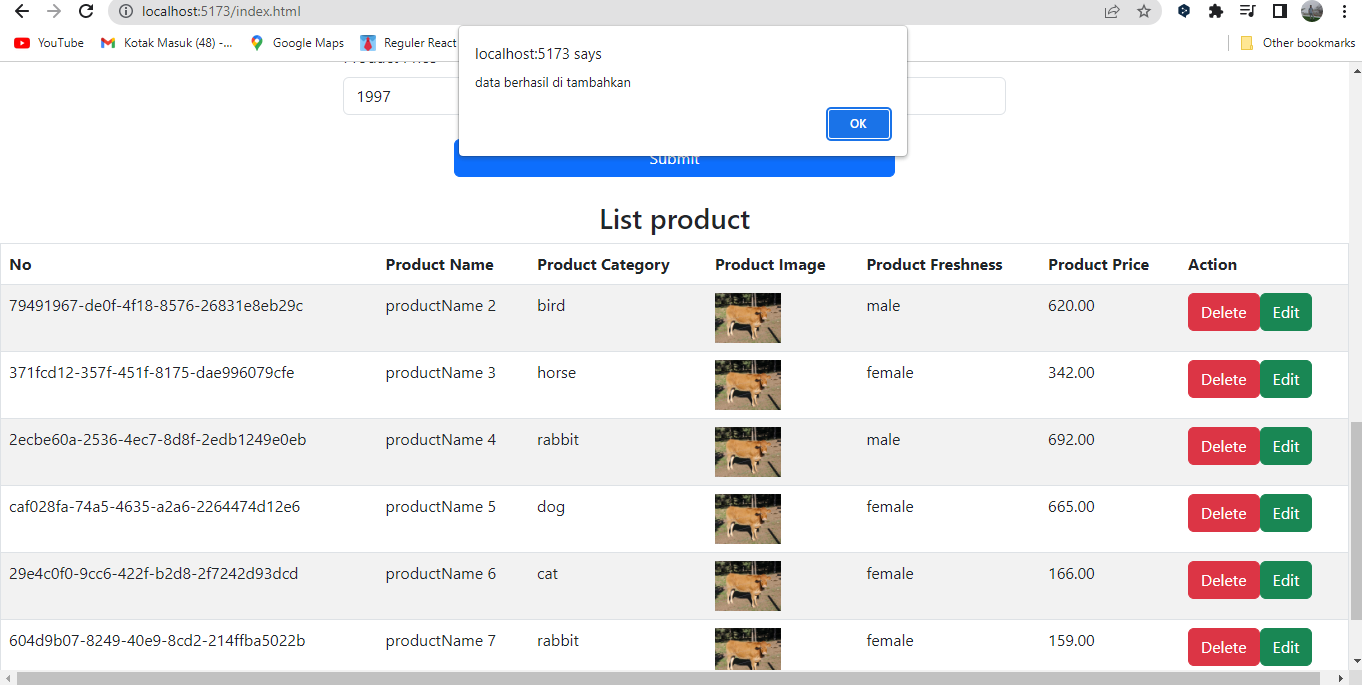 localhost:5173/index.html
YouTube Kotak Masuk (48) -... Google Maps Reguler React Other bookmarks
localhost:5173 says
data berhasil di tambahkan
OK
Product Price
1997
Submit
List product
No Product Name Product Category Product Image Product Freshness Product Price Action
79491967-de0f-4f18-8576-26831e8eb29c productName 2 bird male 620.00 Delete Edit
371fcd12-357f-451f-8175-dae996079cfe productName 3 horse female 342.00 Delete Edit
2ecbe60a-2536-4ec7-8d8f-2edb1249e0eb productName 4 rabbit male 692.00 Delete Edit
caf028fa-74a5-4635-a2a6-2264474d12e6 productName 5 dog female 665.00 Delete Edit
29e4c0f0-9cc6-422f-b2d8-2f7242d93dcd productName 6 cat female 166.00 Delete Edit
604d9b07-8249-40e9-8cd2-214ffba5022b productName 7 rabbit female 159.00 Delete Edit